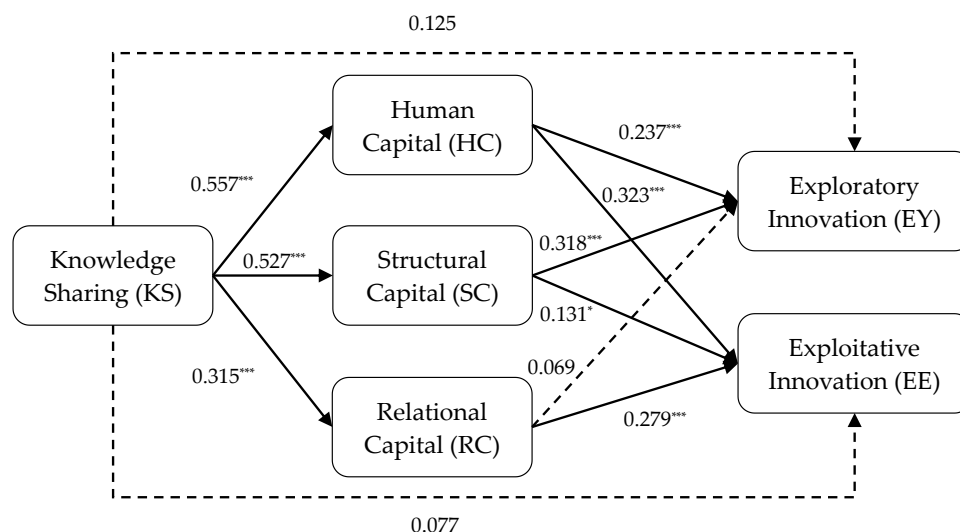 0.125
Human
Capital (HC)
0.237***
0.557***
0.323***
Exploratory
Innovation (EY)
Knowledge
Sharing (KS)
0.527***
Structural
Capital (SC)
0.318***
0.131*
0.315***
0.069
Exploitative
Innovation (EE)
Relational
Capital (RC)
0.279***
0.077